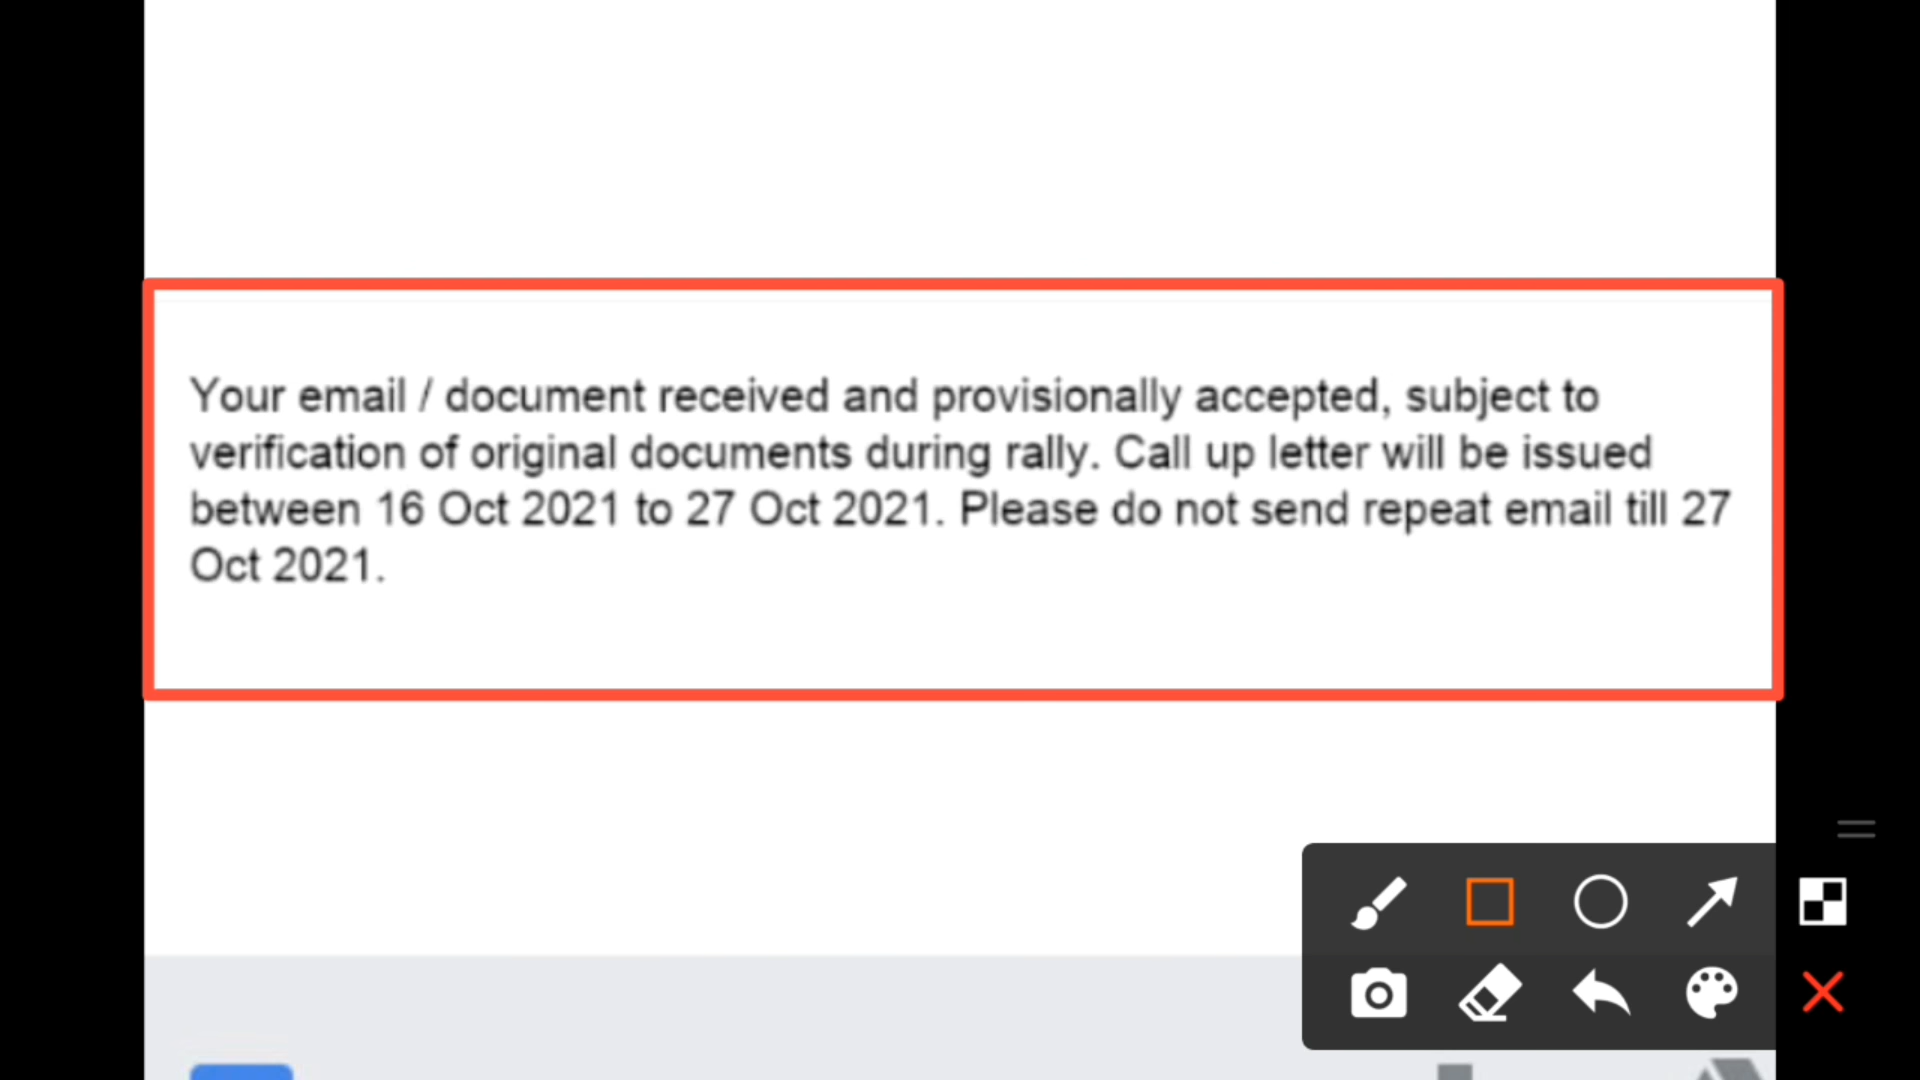 Your email / document received and provisionally accepted, subject to
verification of original documents during rally. Call up letter will be issued
between 16 Oct 2021 to 27 Oct 2021. Please do not send repeat email till 27
Oct 2021.